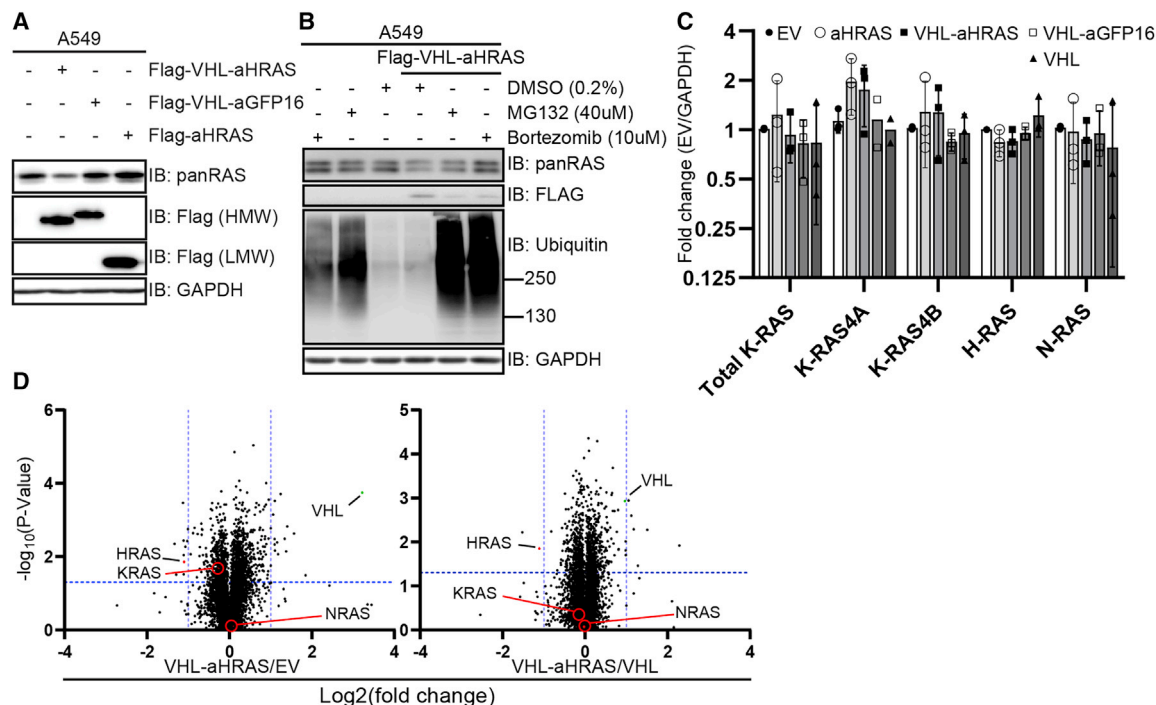 A
A549
- + - - Flag-VHL-aHRAS
- - + - Flag-VHL-aGFP16
- - - + Flag-aHRAS
IB: panRAS
IB: Flag (HMW)
IB: Flag (LMW)
IB: GAPDH
B
A549
Flag-VHL-aHRAS
- - + + - - DMSO (0.2%)
- + - - + - MG132 (40uM)
+ - - - - + Bortezomib (10uM)
IB: panRAS
IB: FLAG
IB: Ubiquitin
250
130
IB: GAPDH
C
EV aHRAS VHL-aHRAS VHL-aGFP16
VHL
Fold change (EV/GAPDH)
4
2
1
0.5
0.25
0.125
Total K-RAS
K-RAS4A
K-RAS4B
H-RAS
N-RAS
D
-log10(P-Value)
6
4
2
0
VHL
HRAS
KRAS
NRAS
-4 -2 0 2 4
VHL-aHRAS/EV
5
4
3
2
1
0
VHL
HRAS
KRAS
NRAS
-4 -2 0 2 4
VHL-aHRAS/VHL
Log2(fold change)